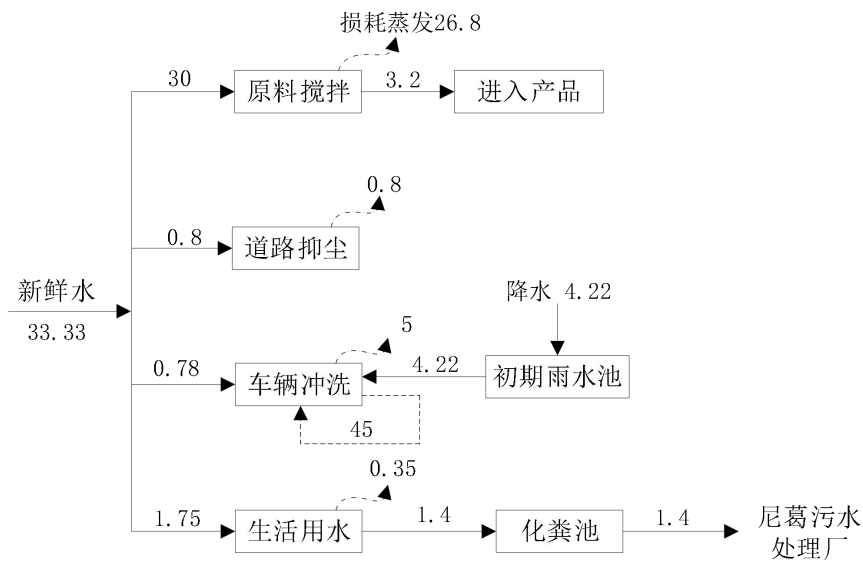 损耗蒸发26.8
30
原料搅拌
3.2
进入产品
0.8
0.8
道路抑尘
新鲜水
33.33
降水 4.22
5
0.78
车辆冲洗
4.22
初期雨水池
45
0.35
1.75
生活用水
1.4
化粪池
1.4
尼葛污水
处理厂